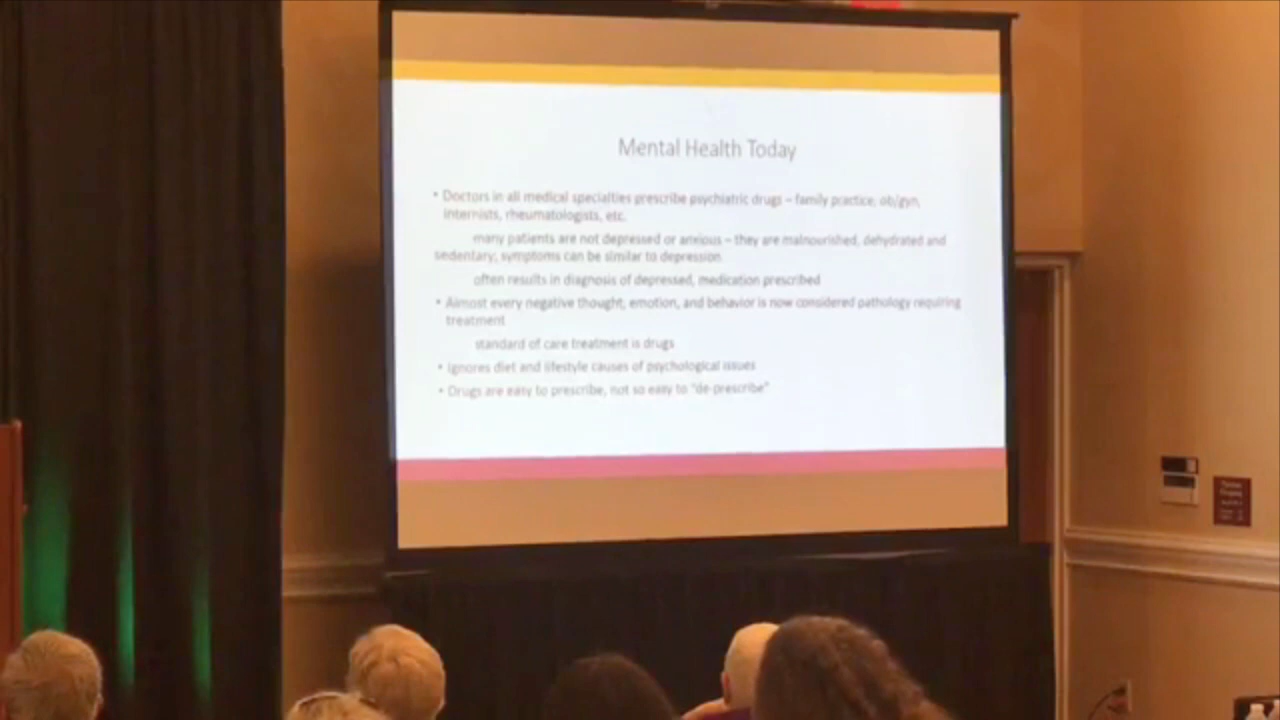 Mental Health Today
• Doctors in all medical specialties prescribe psychiatric drugs – family practice, ob/gyn,
internists, rheumatologists, etc.
many patients are not depressed or anxious – they are malnourished, dehydrated and
sedentary; symptoms can be similar to depression
often results in diagnosis of depressed, medication prescribed
• Almost every negative thought, emotion, and behavior is now considered pathology requiring
treatment
standard of care treatment is drugs
• Ignores diet and lifestyle causes of psychological issues
• Drugs are easy to prescribe, not so easy to "de-prescribe"